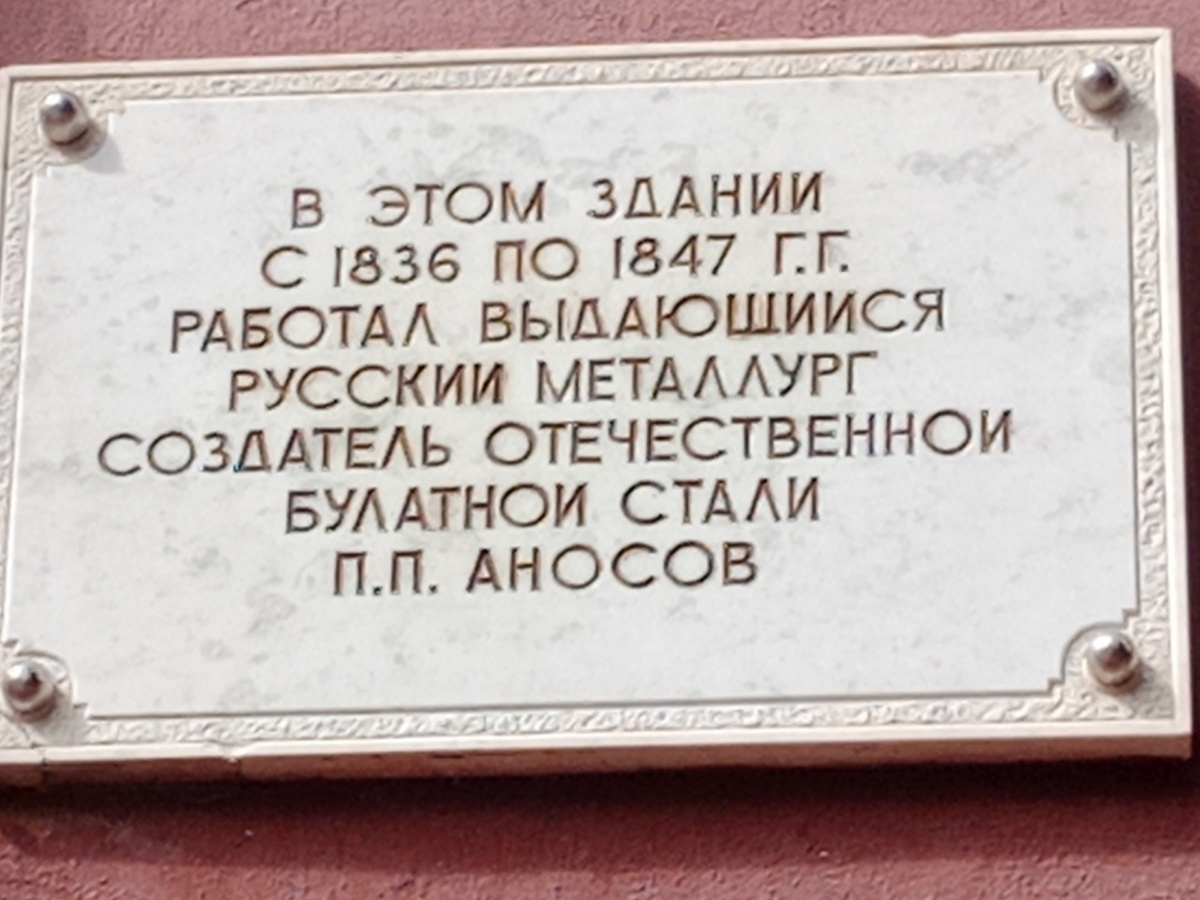 В ЭТОМ ЗДАНИИ
С 1836 ПО 1847 Г.Г.
РАБОТАЛ ВЫДАЮЩИИСЯ
РУССКИИ МЕТАЛЛУРГ
СОЗДАТЕЛЬ ОТЕЧЕСТВЕННОИ
БУЛАТНОИ СТАЛИ
П.П. АНОСОВ